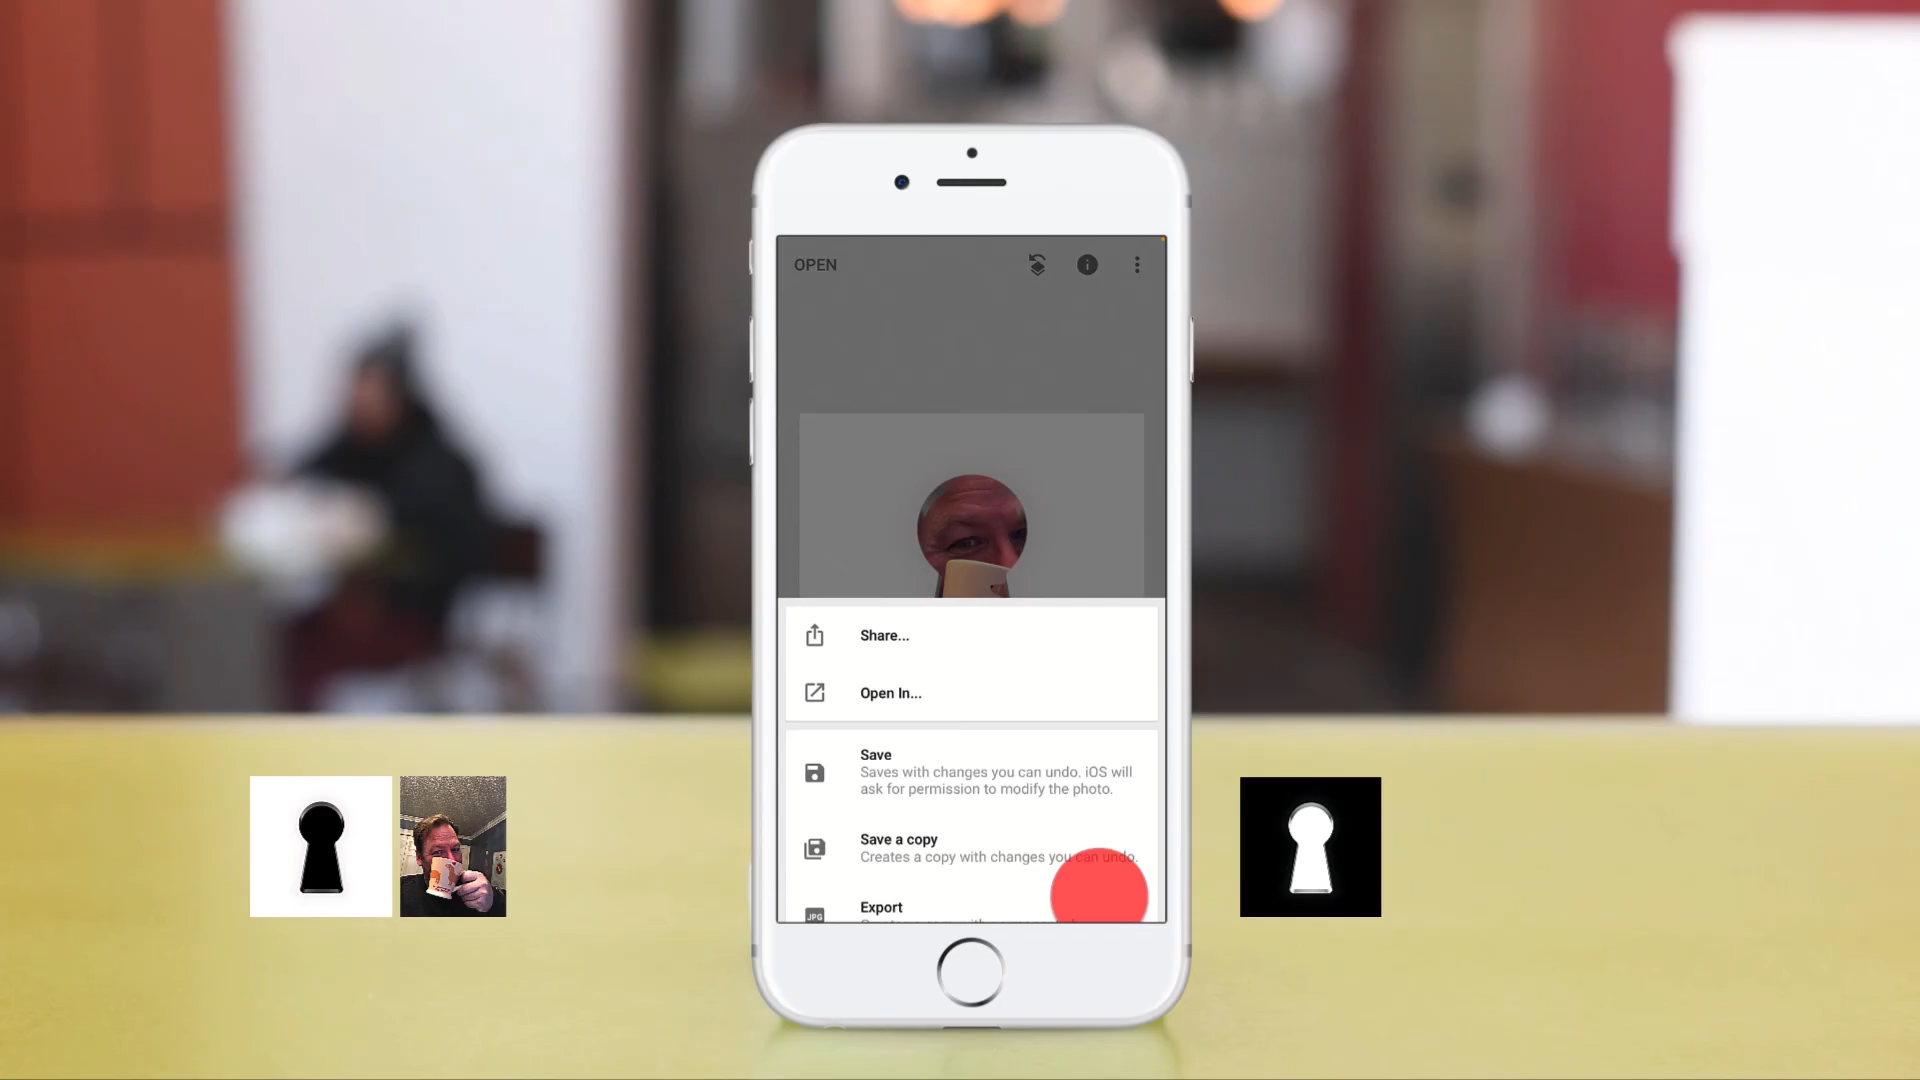 OPEN
Share...
Open In...
Save
Saves with changes you can undo. iOS will
ask for permission to modify the photo.
Save a copy
Creates a copy with changes you can undo.
JPG
Export